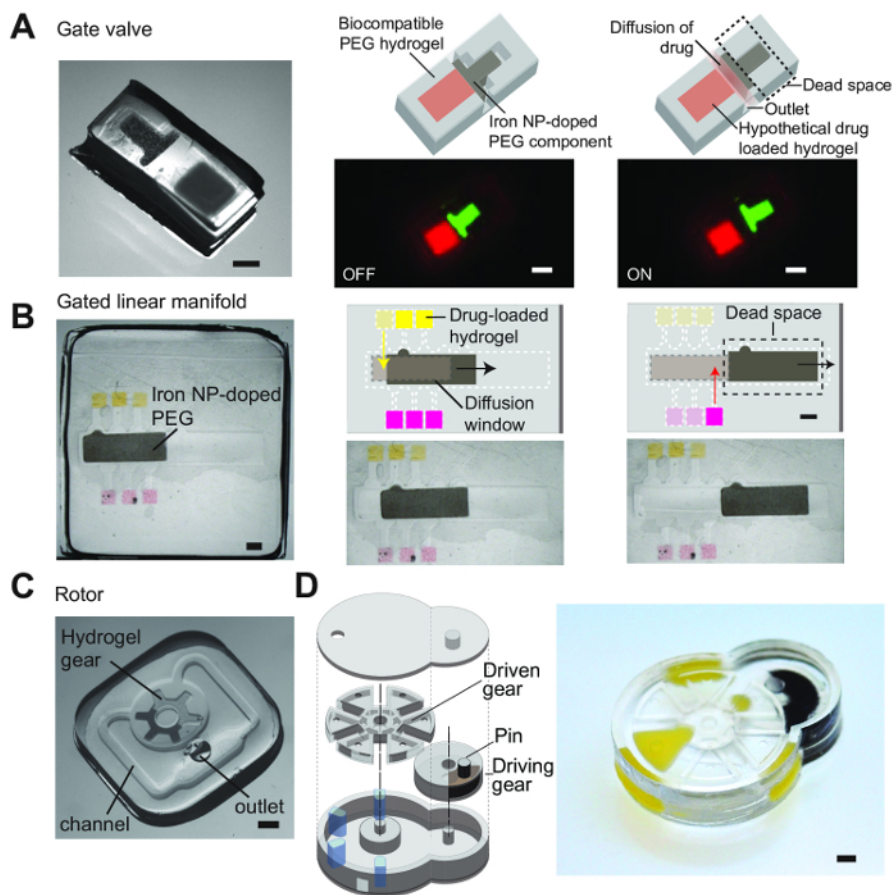 A
Gate valve
Biocompatible
PEG hydrogel
Iron NP-doped
PEG component
OFF
Diffusion of
drug
Dead space
Outlet
Hypothetical drug
loaded hydrogel
ON
B
Gated linear manifold
Iron NP-doped
PEG
Drug-loaded
hydrogel
Diffusion
window
Dead space
C
Rotor
Hydrogel
gear
channel
outlet
D
Driven
gear
Pin
Driving
gear